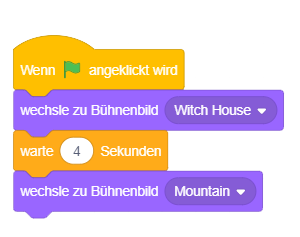 Wenn angeklickt wird
wechsle zu Bühnenbild Witch House
warte 4 Sekunden
wechsle zu Bühnenbild Mountain